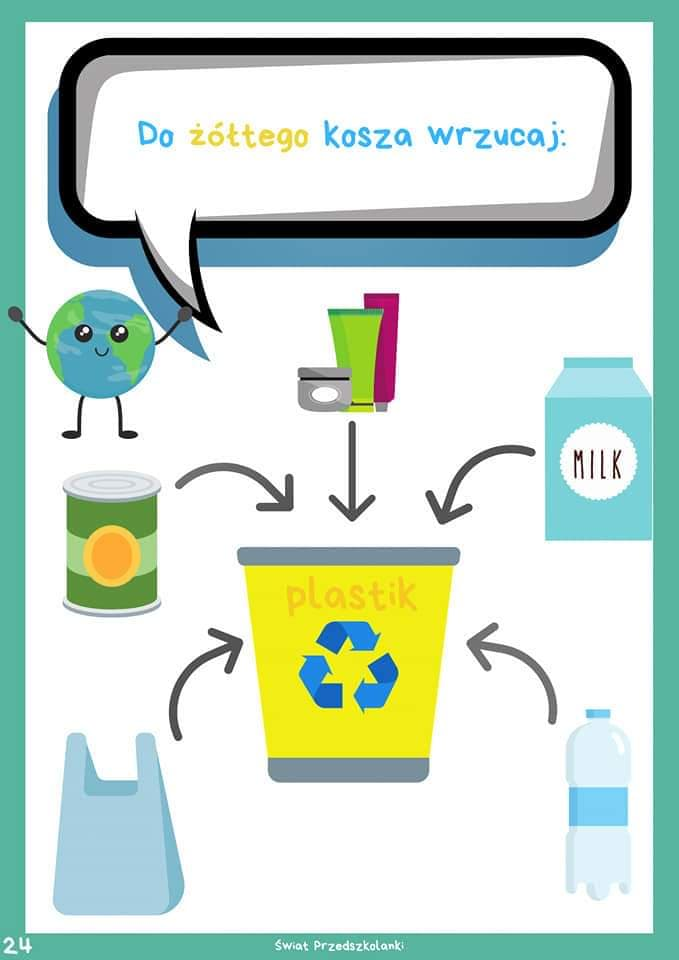 Do żółtego kosza wrzucaj:
MILK
plastik
24
Świat Przedszkolanki